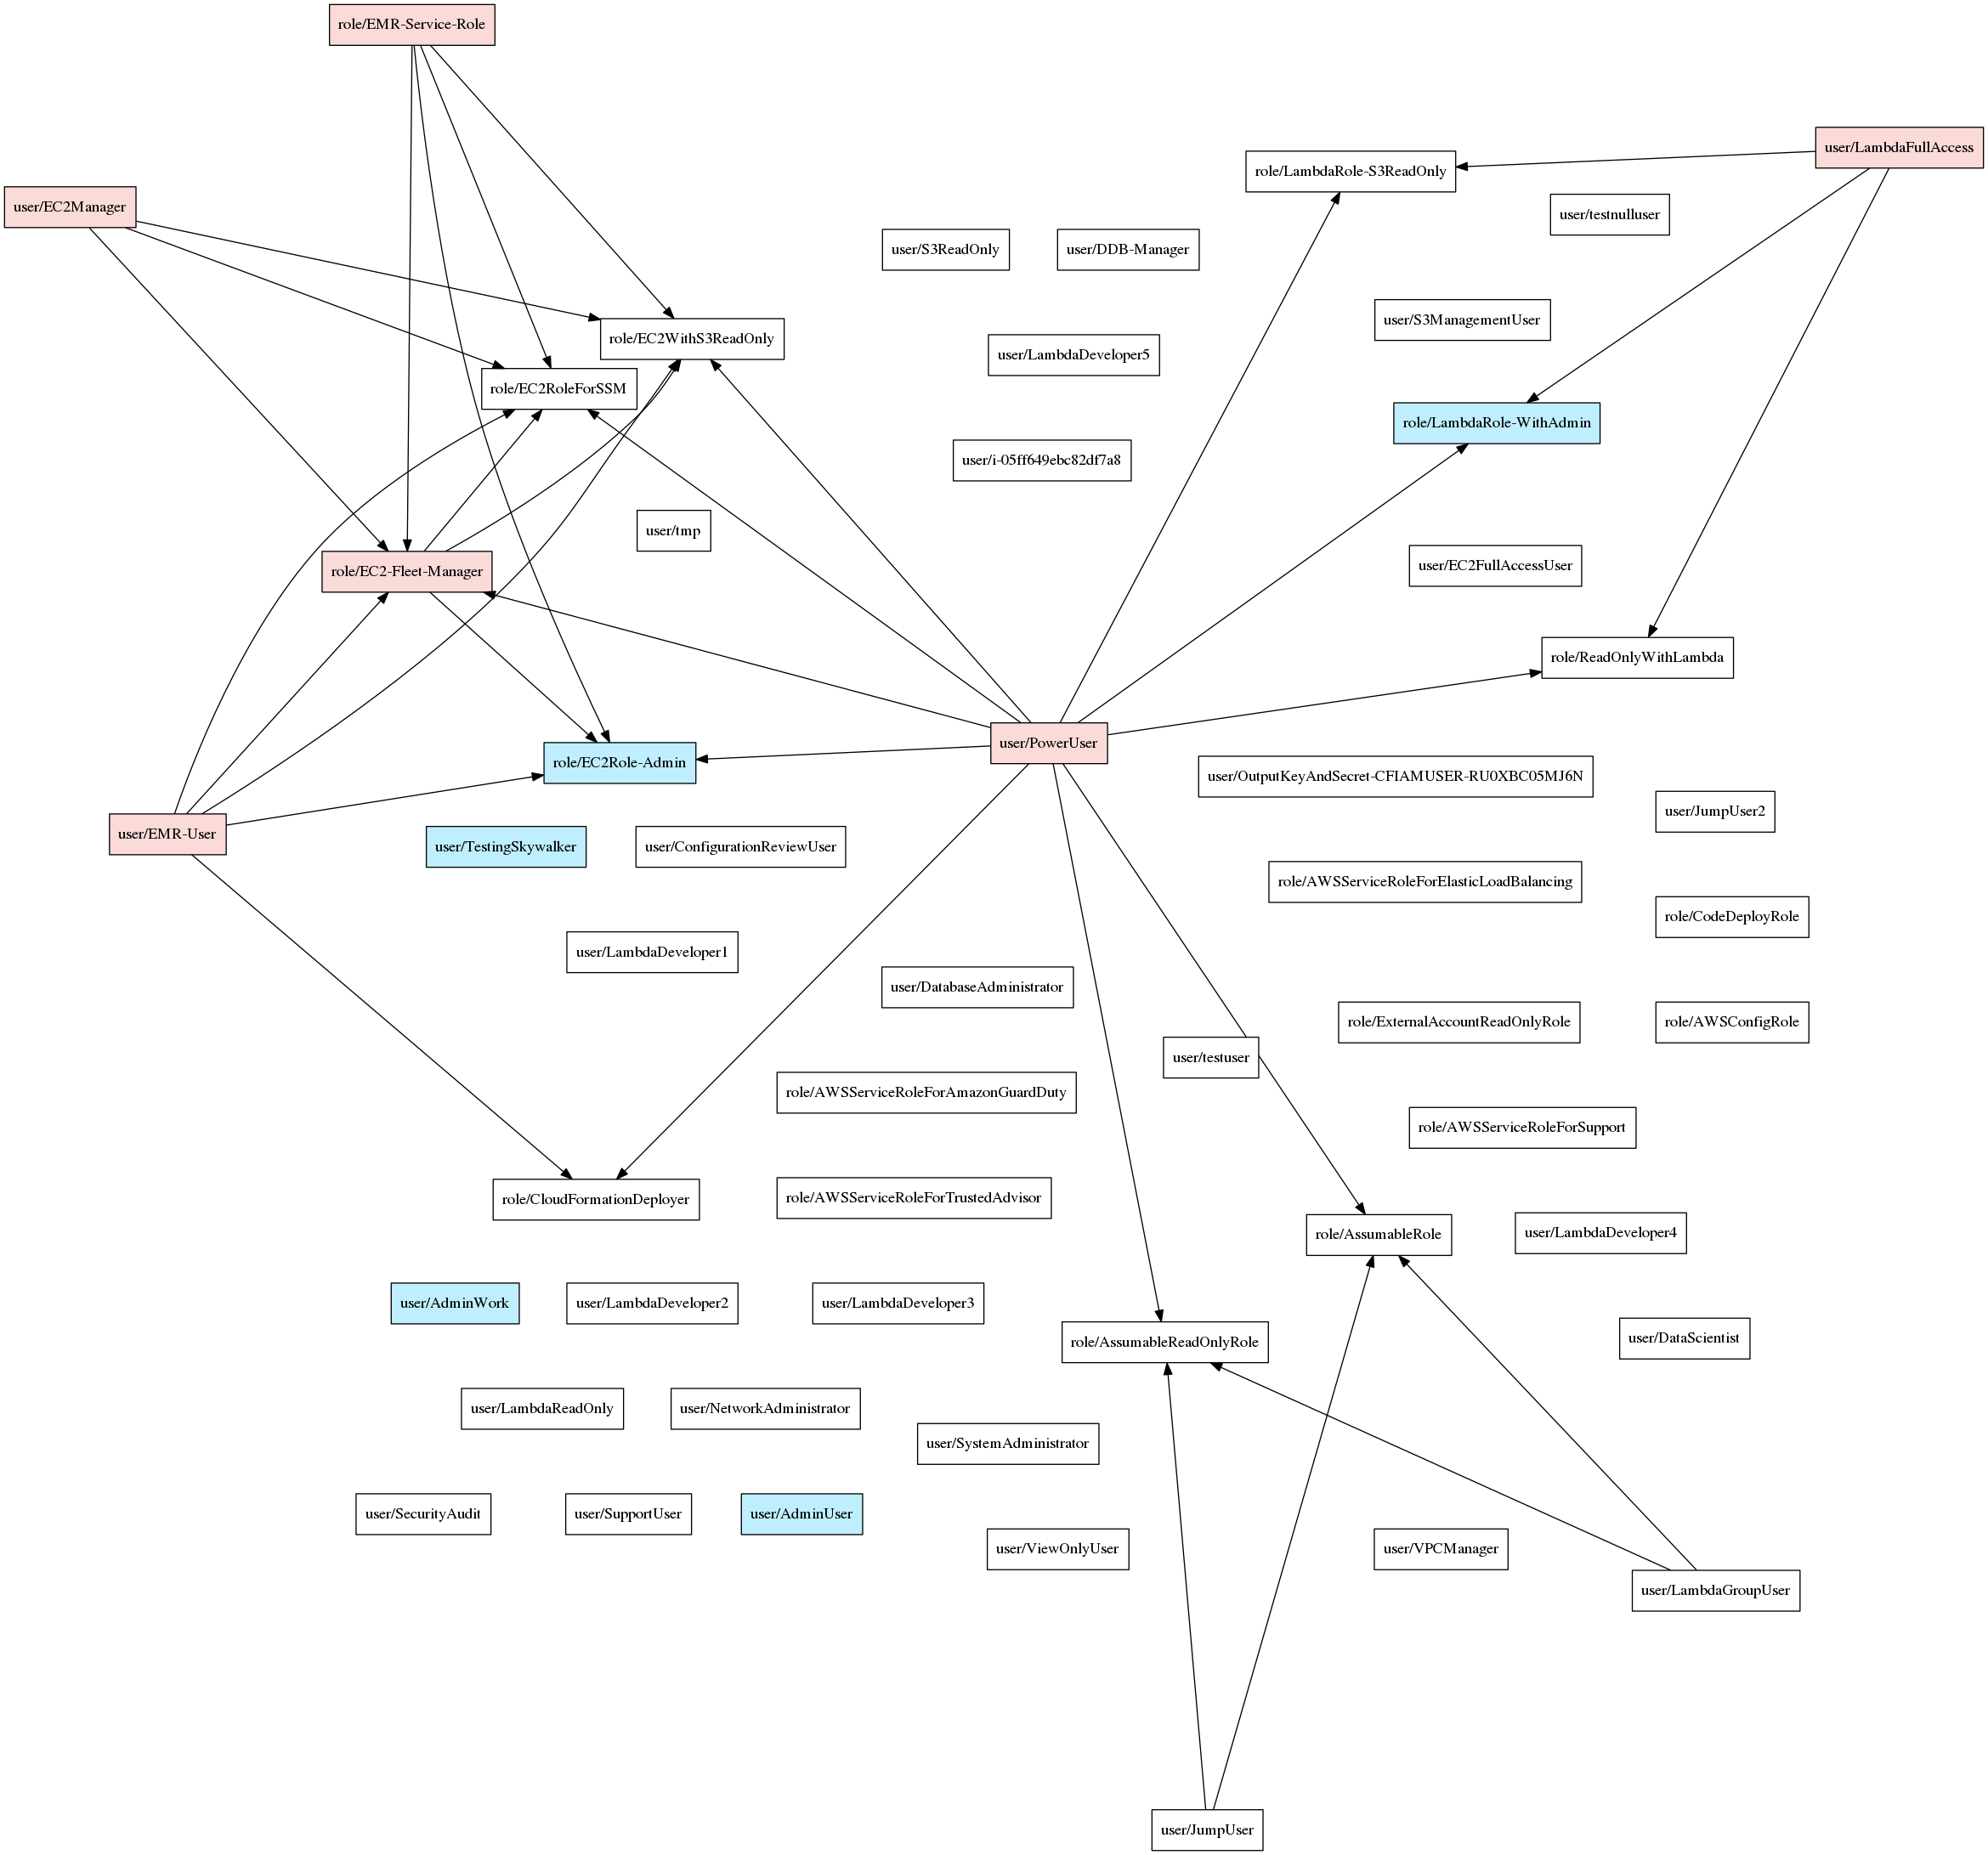 role/EMR-Service-Role
user/LambdaFullAccess
role/LambdaRole-S3ReadOnly
user/EC2Manager
user/testnulluser
user/S3ReadOnly
user/DDB-Manager
user/S3ManagementUser
role/EC2WithS3ReadOnly
user/LambdaDeveloper5
role/EC2RoleForSSM
role/LambdaRole-WithAdmin
user/i-05ff649ebc82df7a8
user/tmp
user/EC2FullAccessUser
role/EC2-Fleet-Manager
role/ReadOnlyWithLambda
user/PowerUser
role/EC2Role-Admin
user/OutputKeyAndSecret-CFIAMUSER-RU0XBC05MJ6N
user/JumpUser2
user/EMR-User
user/TestingSkywalker
user/ConfigurationReviewUser
role/AWSServiceRoleForElasticLoadBalancing
role/CodeDeployRole
user/LambdaDeveloper1
user/DatabaseAdministrator
role/ExternalAccountReadOnlyRole
role/AWSConfigRole
user/testuser
role/AWSServiceRoleForAmazonGuardDuty
role/AWSServiceRoleForSupport
role/CloudFormationDeployer
role/AWSServiceRoleForTrustedAdvisor
role/AssumableRole
user/LambdaDeveloper4
user/AdminWork
user/LambdaDeveloper2
user/LambdaDeveloper3
role/AssumableReadOnlyRole
user/DataScientist
user/LambdaReadOnly
user/NetworkAdministrator
user/SystemAdministrator
user/SecurityAudit
user/SupportUser
user/AdminUser
user/ViewOnlyUser
user/VPCManager
user/LambdaGroupUser
user/JumpUser